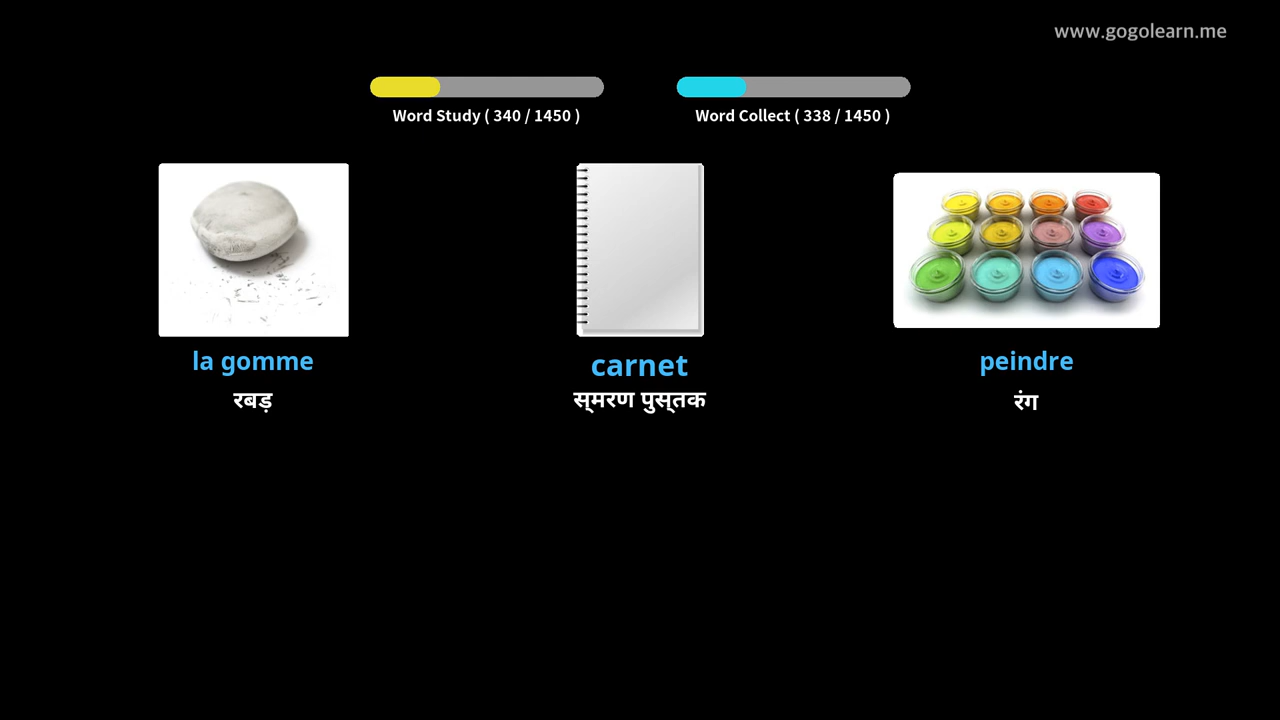 www.gogolearn.me
Word Study ( 340 / 1450 )
Word Collect ( 338 / 1450 )
la gomme
carnet
peindre
रबड़
स्मरण पुस्तक
रंग